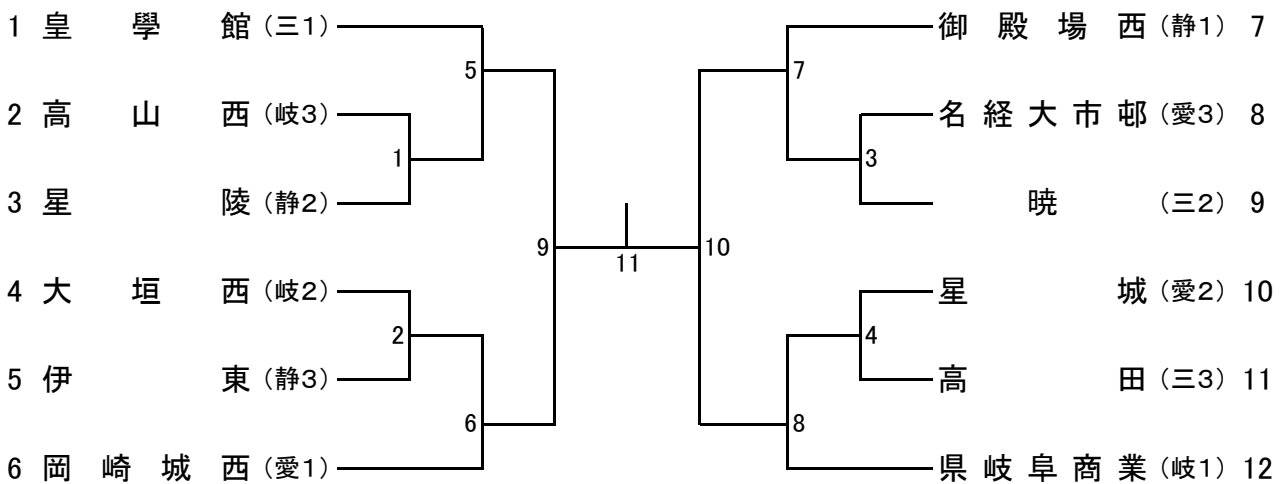 1 皇學館 (三1)
2 高山西 (岐3)
3 星陵 (静2)
4 大垣西 (岐2)
5 伊東 (静3)
6 岡崎城西 (愛1)
5
1
2
6
9
11
10
7
3
4
8
御殿場西 (静1) 7
名経大市邨 (愛3) 8
暁 (三2) 9
星城 (愛2) 10
高田 (三3) 11
県岐阜商業 (岐1) 12